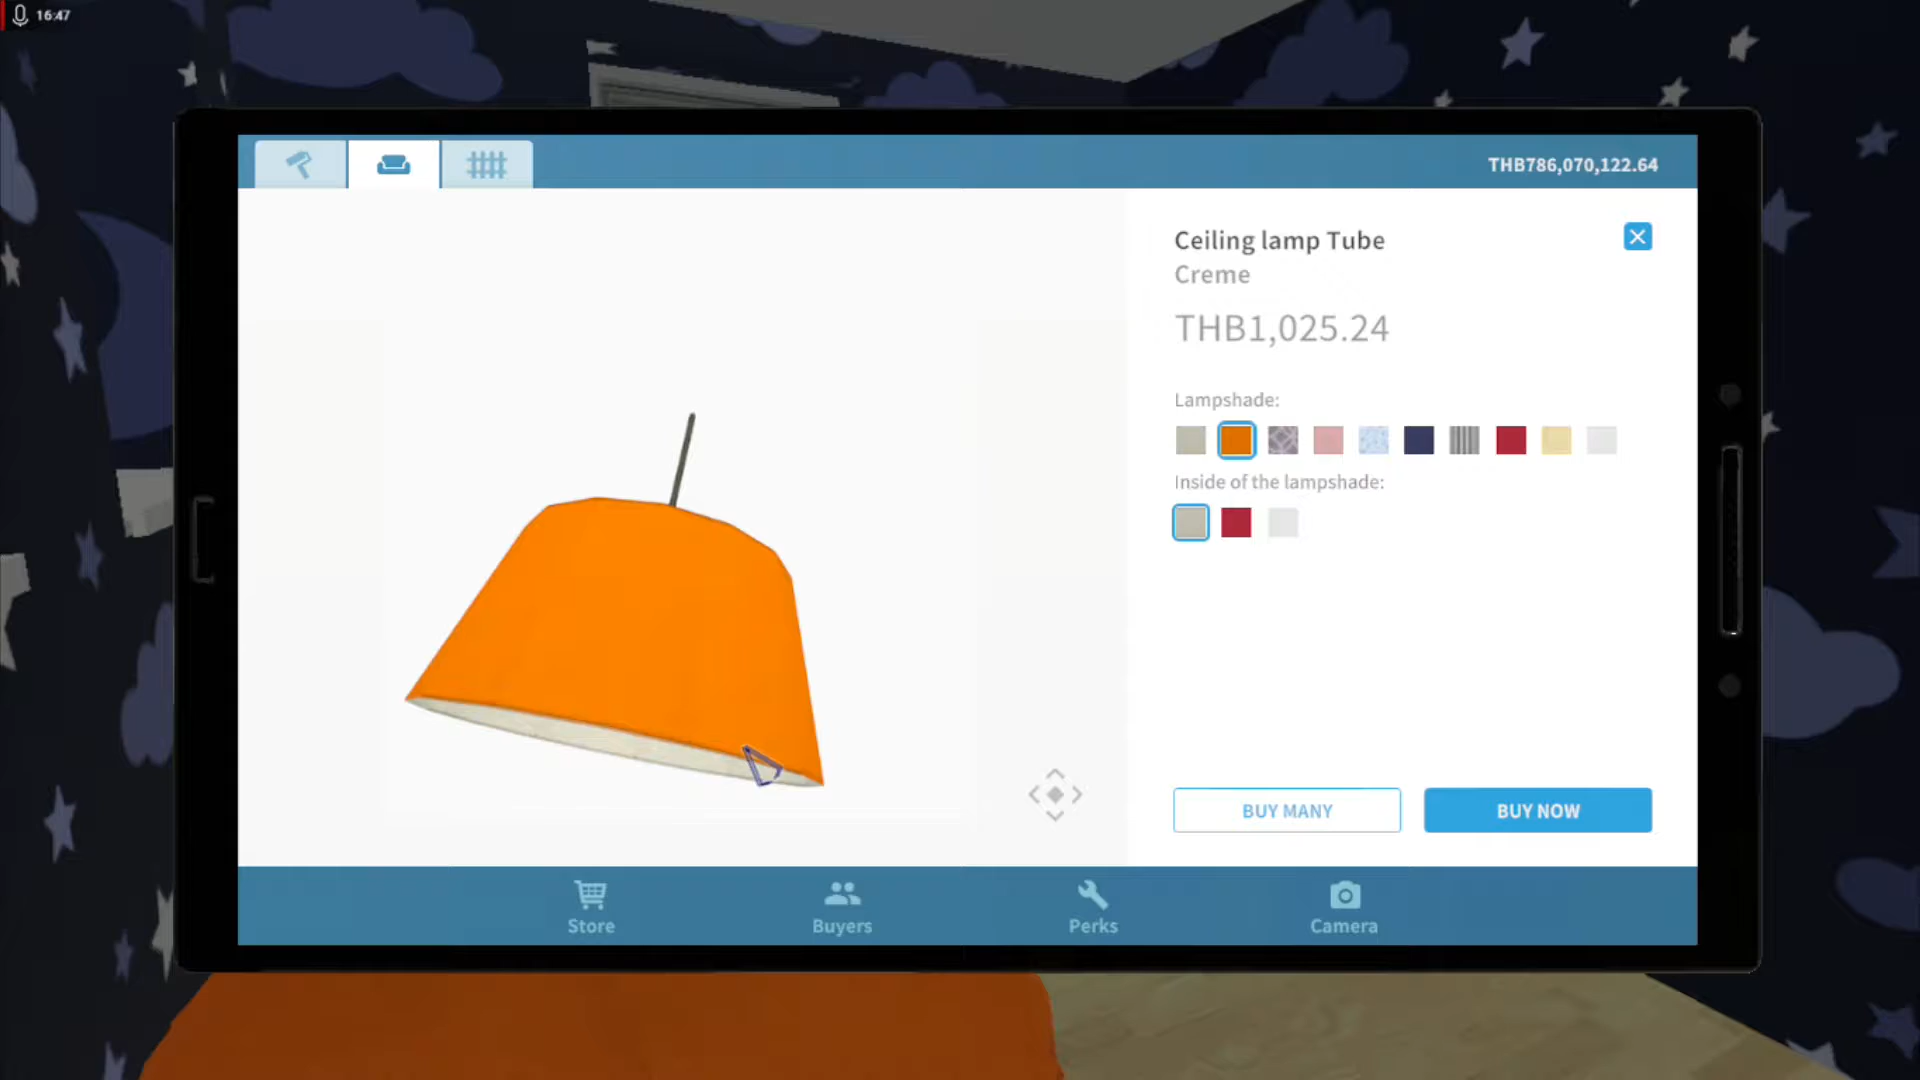 16:47
THB786,070,122.64
Ceiling lamp Tube
Creme
THB1,025.24
Lampshade:
Inside of the lampshade:
BUY MANY
BUY NOW
Store
Buyers
Perks
Camera